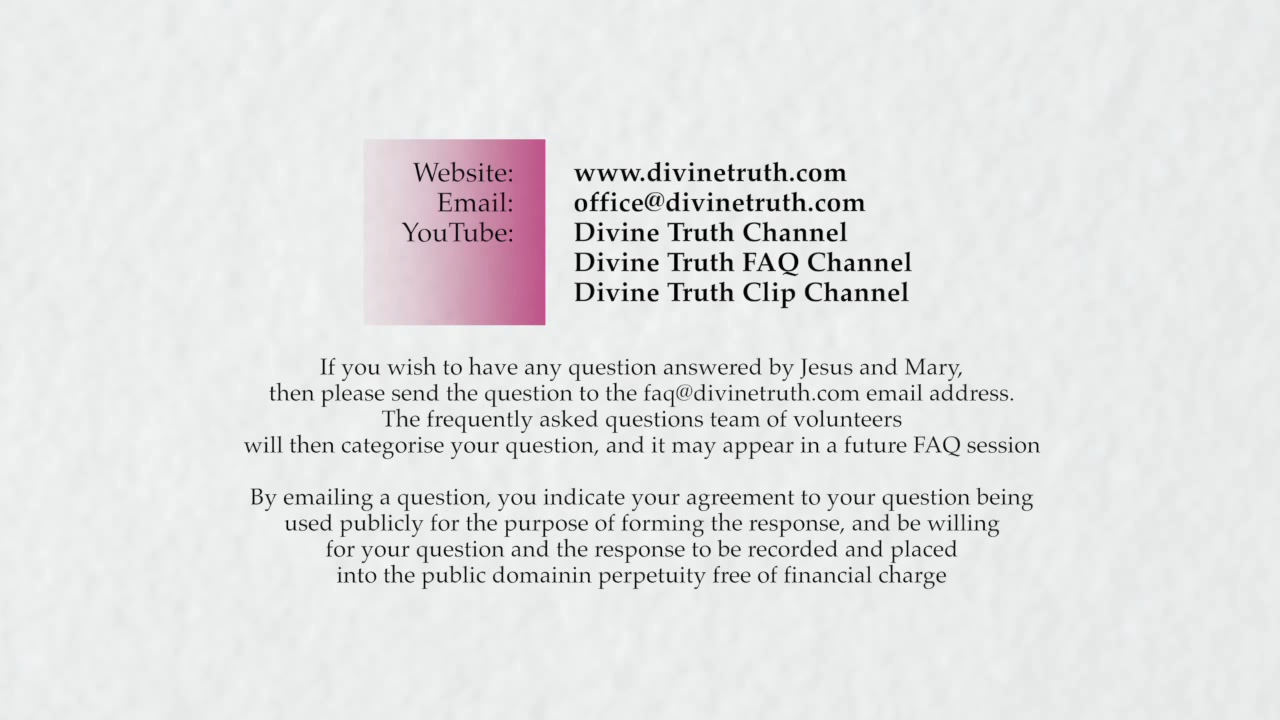 Website: www.divinetruth.com
Email: office@divinetruth.com
YouTube: Divine Truth Channel
Divine Truth FAQ Channel
Divine Truth Clip Channel
If you wish to have any question answered by Jesus and Mary,
then please send the question to the faq@divinetruth.com email address.
The frequently asked questions team of volunteers
will then categorise your question, and it may appear in a future FAQ session
By emailing a question, you indicate your agreement to your question being
used publicly for the purpose of forming the response, and be willing
for your question and the response to be recorded and placed
into the public domainin perpetuity free of financial charge